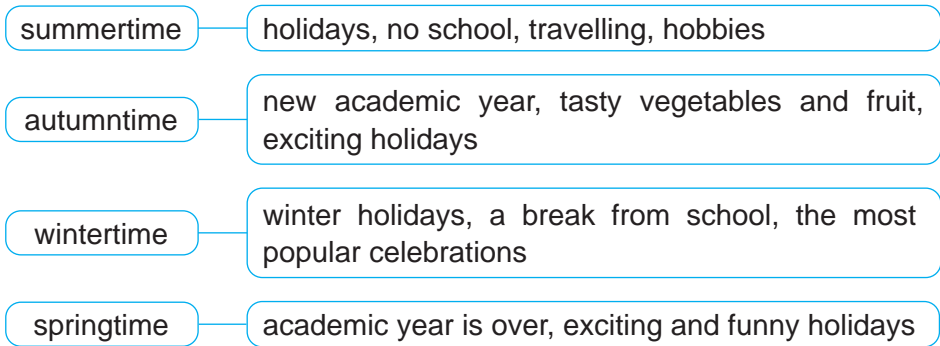 summertime
holidays, no school, travelling, hobbies
autumntime
new academic year, tasty vegetables and fruit,
exciting holidays
wintertime
winter holidays, a break from school, the most
popular celebrations
springtime
academic year is over, exciting and funny holidays